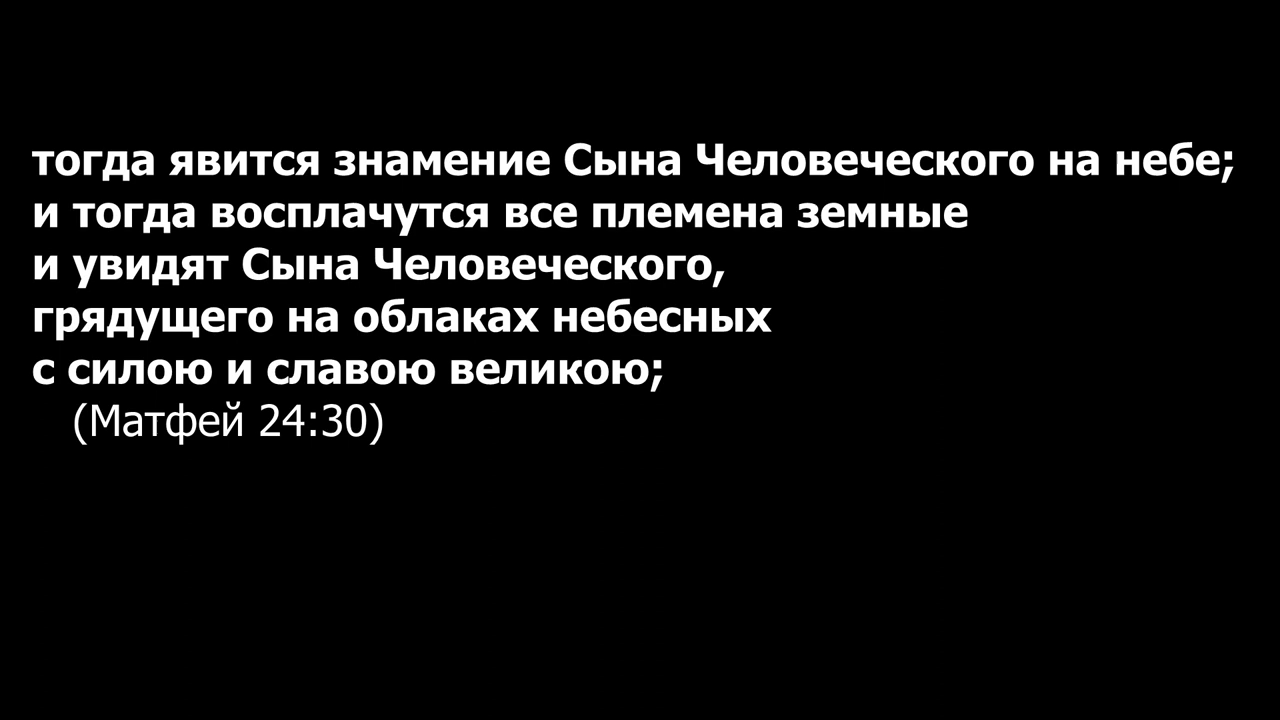 тогда явится знамение Сына Человеческого на небе;
и тогда восплачутся все племена земные
и увидят Сына Человеческого,
грядущего на облаках небесных
с силою и славою великою;
(Матфей 24:30)